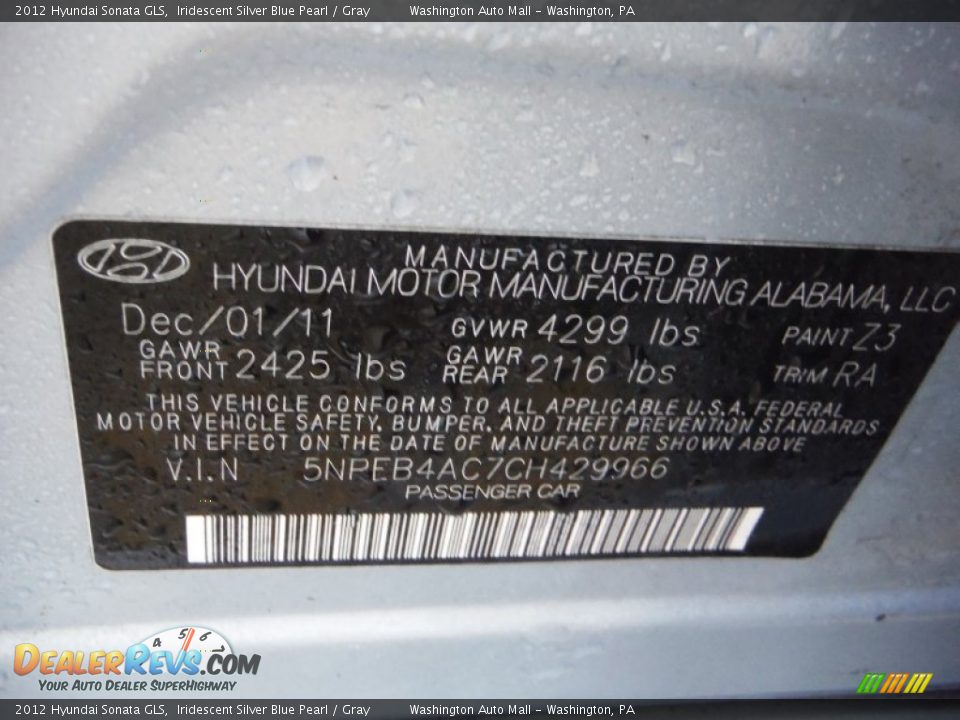 2012 Hyundai Sonata GLS, Iridescent Silver Blue Pearl / Gray Washington Auto Mall - Washington, PA
MANUFACTURED BY
HYUNDAI MOTOR MANUFACTURING ALABAMA, LLC
Dec/01/11 GVWR 4299 lbs PAINT Z3
GAWR FRONT 2425 lbs GAWR REAR 2116 lbs TRIM RA
THIS VEHICLE CONFORMS TO ALL APPLICABLE U.S.A. FEDERAL
MOTOR VEHICLE SAFETY, BUMPER, AND THEFT PREVENTION STANDARDS
IN EFFECT ON THE DATE OF MANUFACTURE SHOWN ABOVE
V.I.N 5NPEB4AC7CH429966
PASSENGER CAR
4 5 6
DEALERREVS.COM
YOUR AUTO DEALER SUPERHIGHWAY
2012 Hyundai Sonata GLS, Iridescent Silver Blue Pearl / Gray Washington Auto Mall - Washington, PA